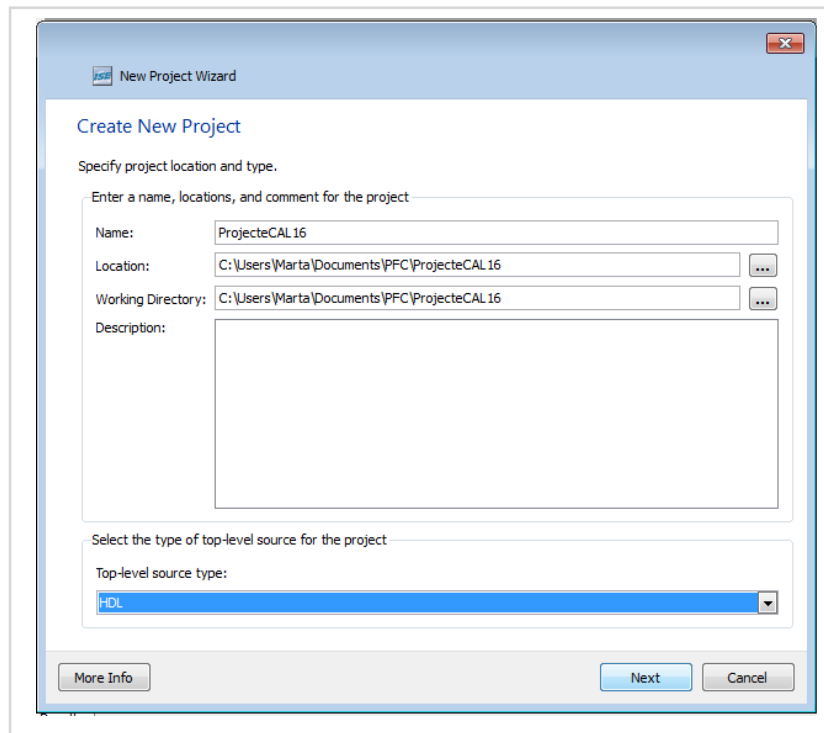 ISE New Project Wizard
Create New Project
Specify project location and type.
Enter a name, locations, and comment for the project
Name: ProjecteCAL16
Location: C:\Users\Marta\Documents\PFC\ProjecteCAL16 ...
Working Directory: C:\Users\Marta\Documents\PFC\ProjecteCAL16 ...
Description:
Select the type of top-level source for the project
Top-level source type:
HDL
More Info Next Cancel